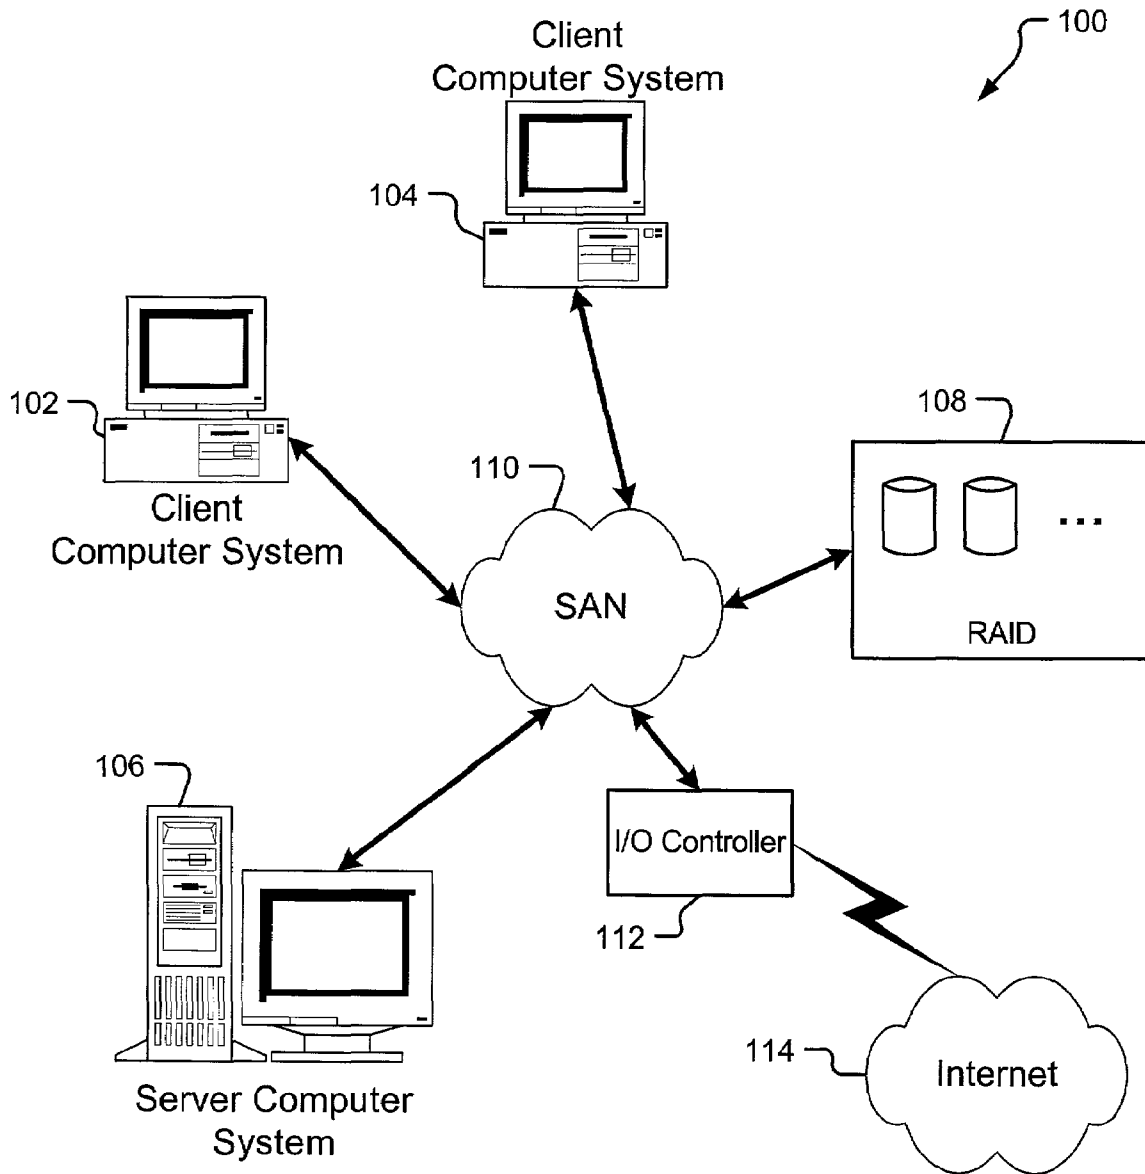 100
Client
Computer System
104
102
Client
Computer System
110
SAN
108
...
RAID
106
I/O Controller
112
Server Computer
System
114
Internet